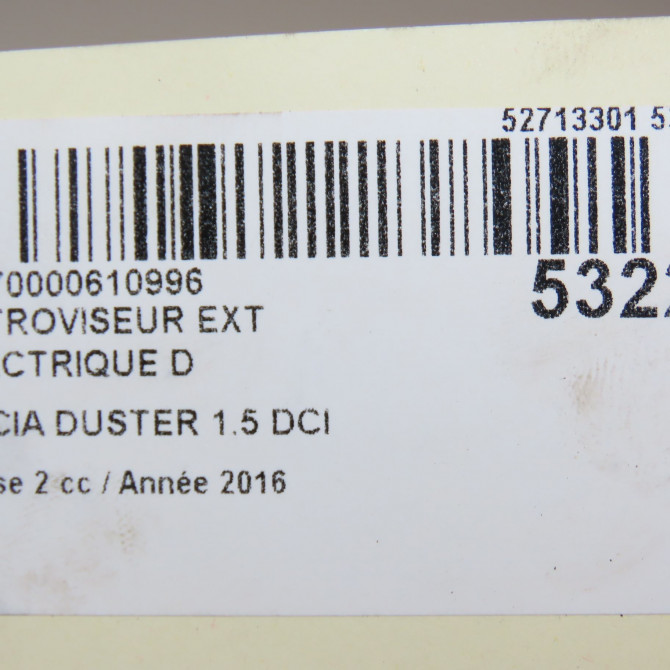 52713301 5
70000610996
TROVISEUR EXT
532
CTRIQUE D
CIA DUSTER 1.5 DCI
se 2 cc / Année 2016